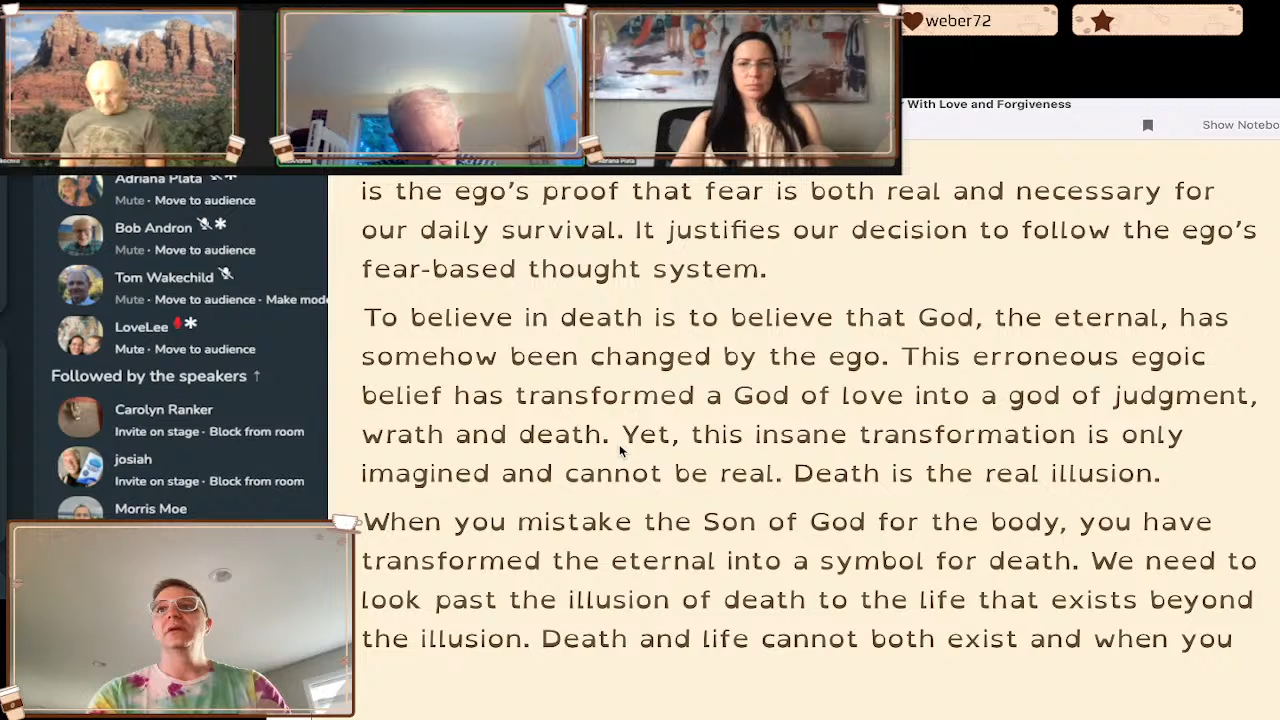 weber72
With Love and Forgiveness
Show Notebo
Adriana Plata
Adriana Plata
Mute · Move to audience
Bob Andron
Mute · Move to audience
Tom Wakechild
Mute · Move to audience · Make mode
LoveLee
Mute · Move to audience
Followed by the speakers ↑
Carolyn Ranker
Invite on stage · Block from room
josiah
Invite on stage · Block from room
Morris Moe
is the ego’s proof that fear is both real and necessary for
our daily survival. It justifies our decision to follow the ego’s
fear-based thought system.
To believe in death is to believe that God, the eternal, has
somehow been changed by the ego. This erroneous egoic
belief has transformed a God of love into a god of judgment,
wrath and death. Yet, this insane transformation is only
imagined and cannot be real. Death is the real illusion.
When you mistake the Son of God for the body, you have
transformed the eternal into a symbol for death. We need to
look past the illusion of death to the life that exists beyond
the illusion. Death and life cannot both exist and when you